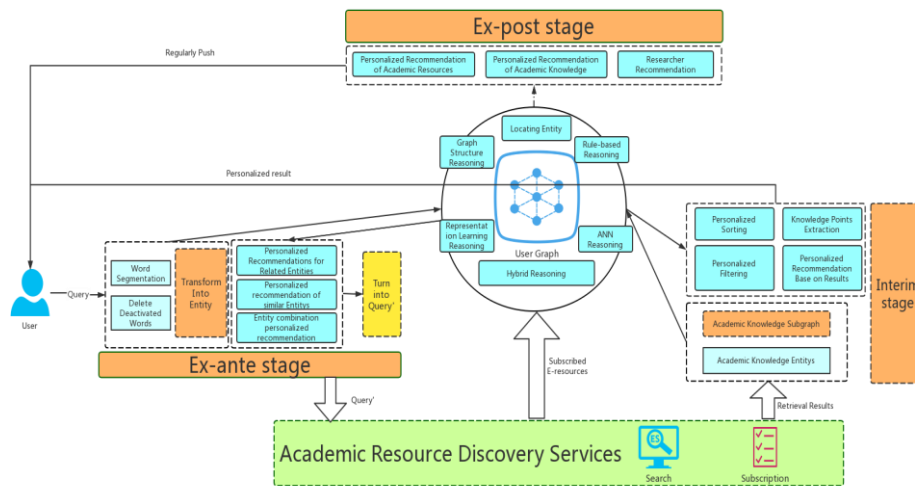 Ex-post stage
Regularly Push
Personalized Recommendation
of Academic Resources
Personalized Recommendation
of Academic Knowledge
Researcher
Recommendation
Locating Entity
Graph
Structure
Reasoning
Rule-based
Reasoning
Personalized result
Representat
ion Learning
Reasoning
ANN
Reasoning
User Graph
Hybrid Reasoning
Personalized
Sorting
Knowledge Points
Extraction
Personalized
Filtering
Personalized
Recommendation
Base on Results
Interim
stage
Academic Knowledge Subgraph
Academic Knowledge Entitys
User
Query
Word
Segmentation
Delete
Deactivated
Words
Transform
Into
Entity
Personalized
Recommendations for
Related Entities
Personalized
recommendation of
similar Entitys
Entity combination
personalized
recommendation
Turn
into
Query'
Ex-ante stage
Query'
Subscribed
E-resources
Retrieval Results
Academic Resource Discovery Services
ES
Search
Subscription